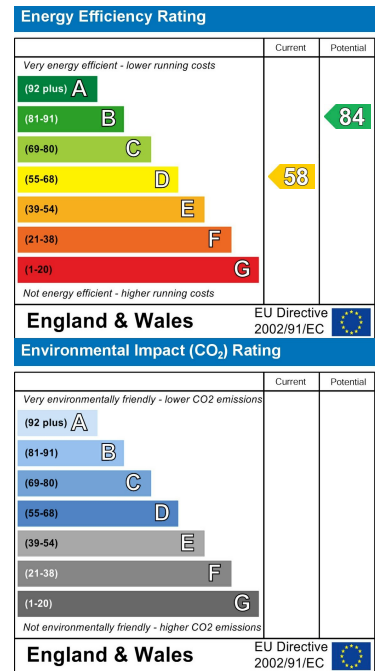 Energy Efficiency Rating
Current Potential
Very energy efficient - lower running costs
(92 plus) A
(81-91) B
84
(69-80) C
(55-68) D
58
(39-54) E
(21-38) F
(1-20) G
Not energy efficient - higher running costs
England & Wales
EU Directive
2002/91/EC
Environmental Impact (CO₂) Rating
Current Potential
Very environmentally friendly - lower CO2 emissions
(92 plus) A
(81-91) B
(69-80) C
(55-68) D
(39-54) E
(21-38) F
(1-20) G
Not environmentally friendly - higher CO2 emissions
England & Wales
EU Directive
2002/91/EC